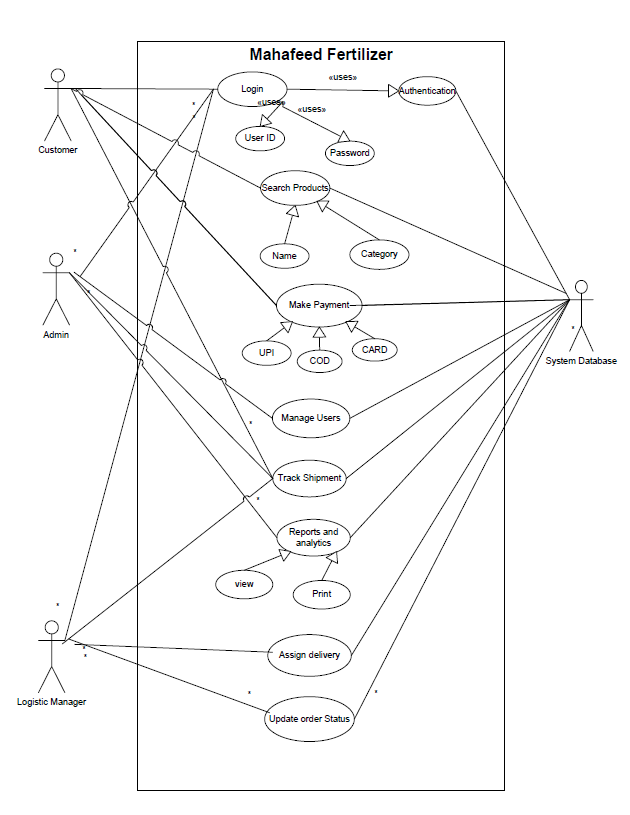 Mahafeed Fertilizer
Login
«uses»
Authentication
«uses»
«uses»
User ID
Password
Customer
Search Products
Name
Category
Admin
Make Payment
System Database
UPI
COD
CARD
Manage Users
Track Shipment
Reports and
analytics
view
Print
Assign delivery
Logistic Manager
Update order Status
*
*
*
*
*
*
*
*
*
*
*
*